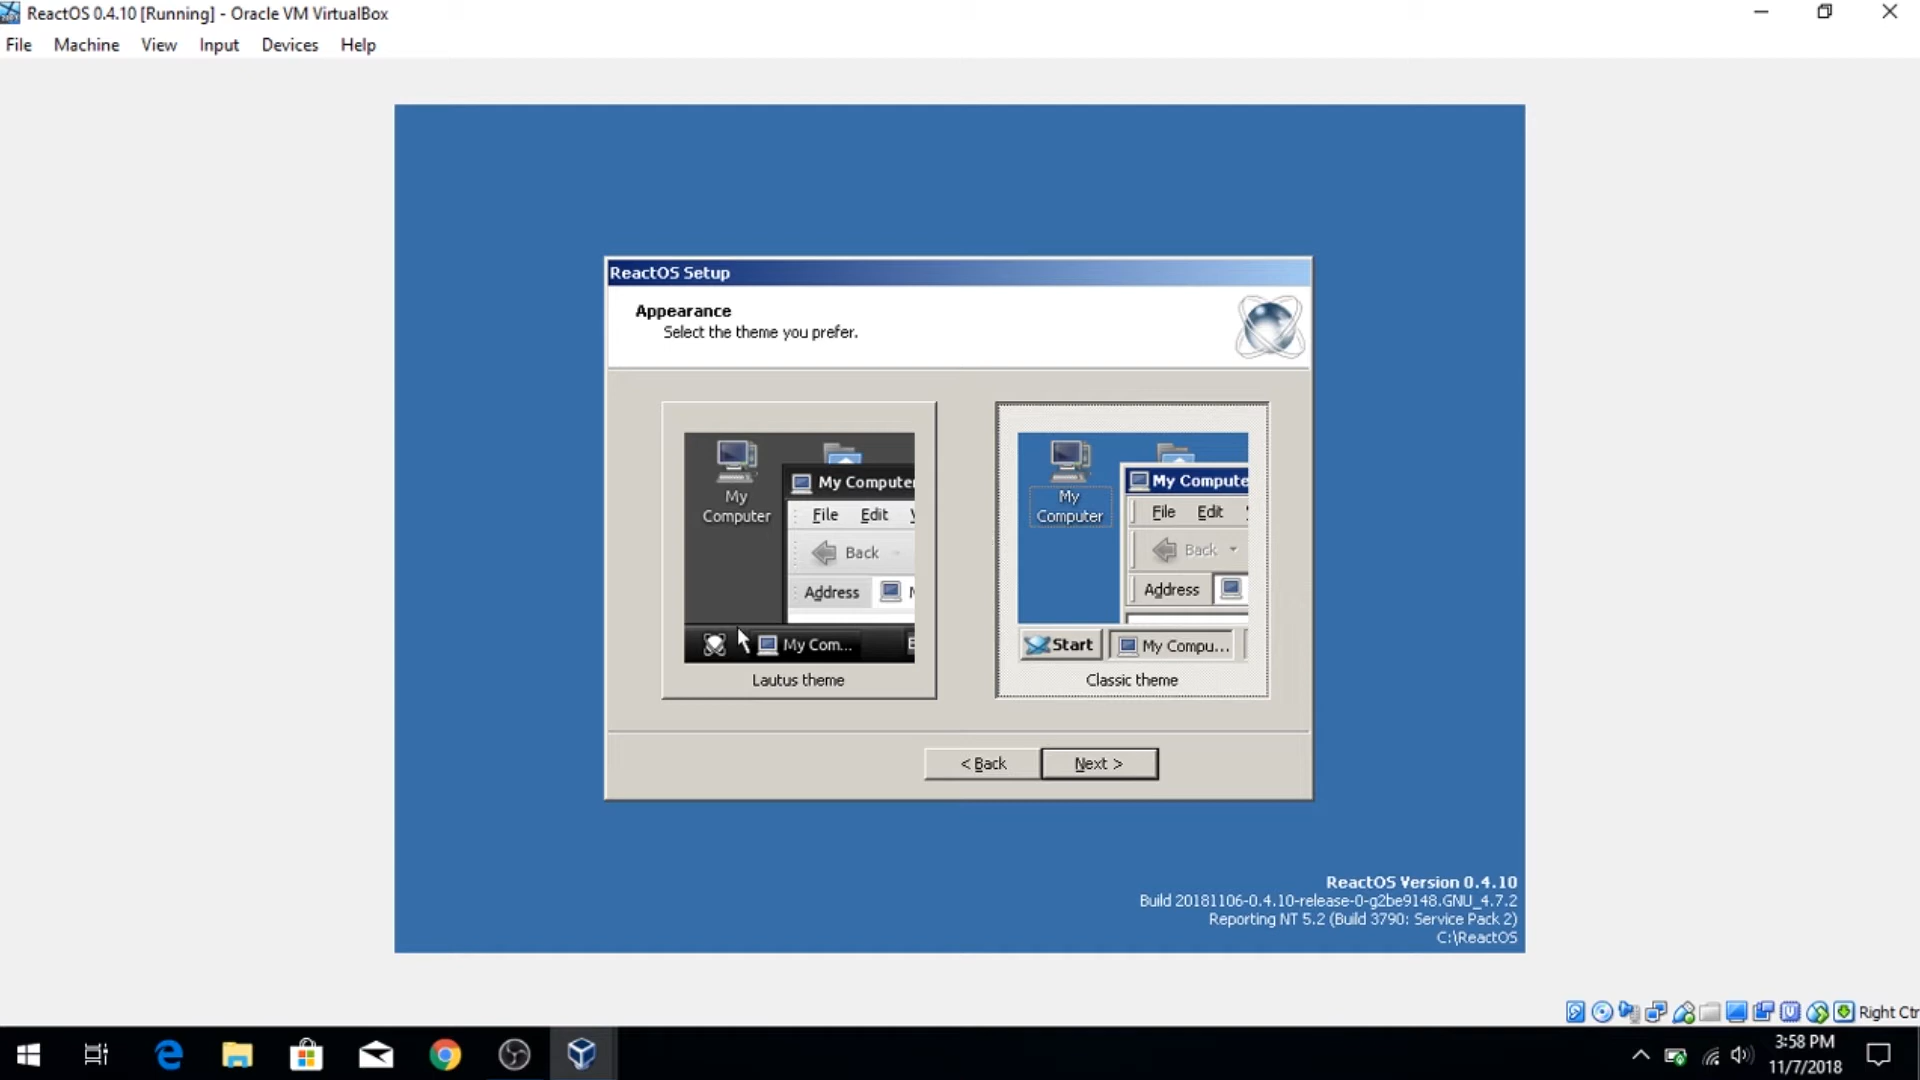 ReactOS 0.4.10 [Running] - Oracle VM VirtualBox
File Machine View Input Devices Help
ReactOS Setup
Appearance
Select the theme you prefer.
My Computer
My Computer
File Edit
Back
Address
My Com...
Lautus theme
My Computer
My Compute
File Edit
Back
Address
Start
My Compu...
Classic theme
< Back
Next >
ReactOS Version 0.4.10
Build 20181106-0.4.10-release-0-g2be9148.GNU_4.7.2
Reporting NT 5.2 (Build 3790: Service Pack 2)
C:\ReactOS
Right Ctr
3:58 PM
11/7/2018